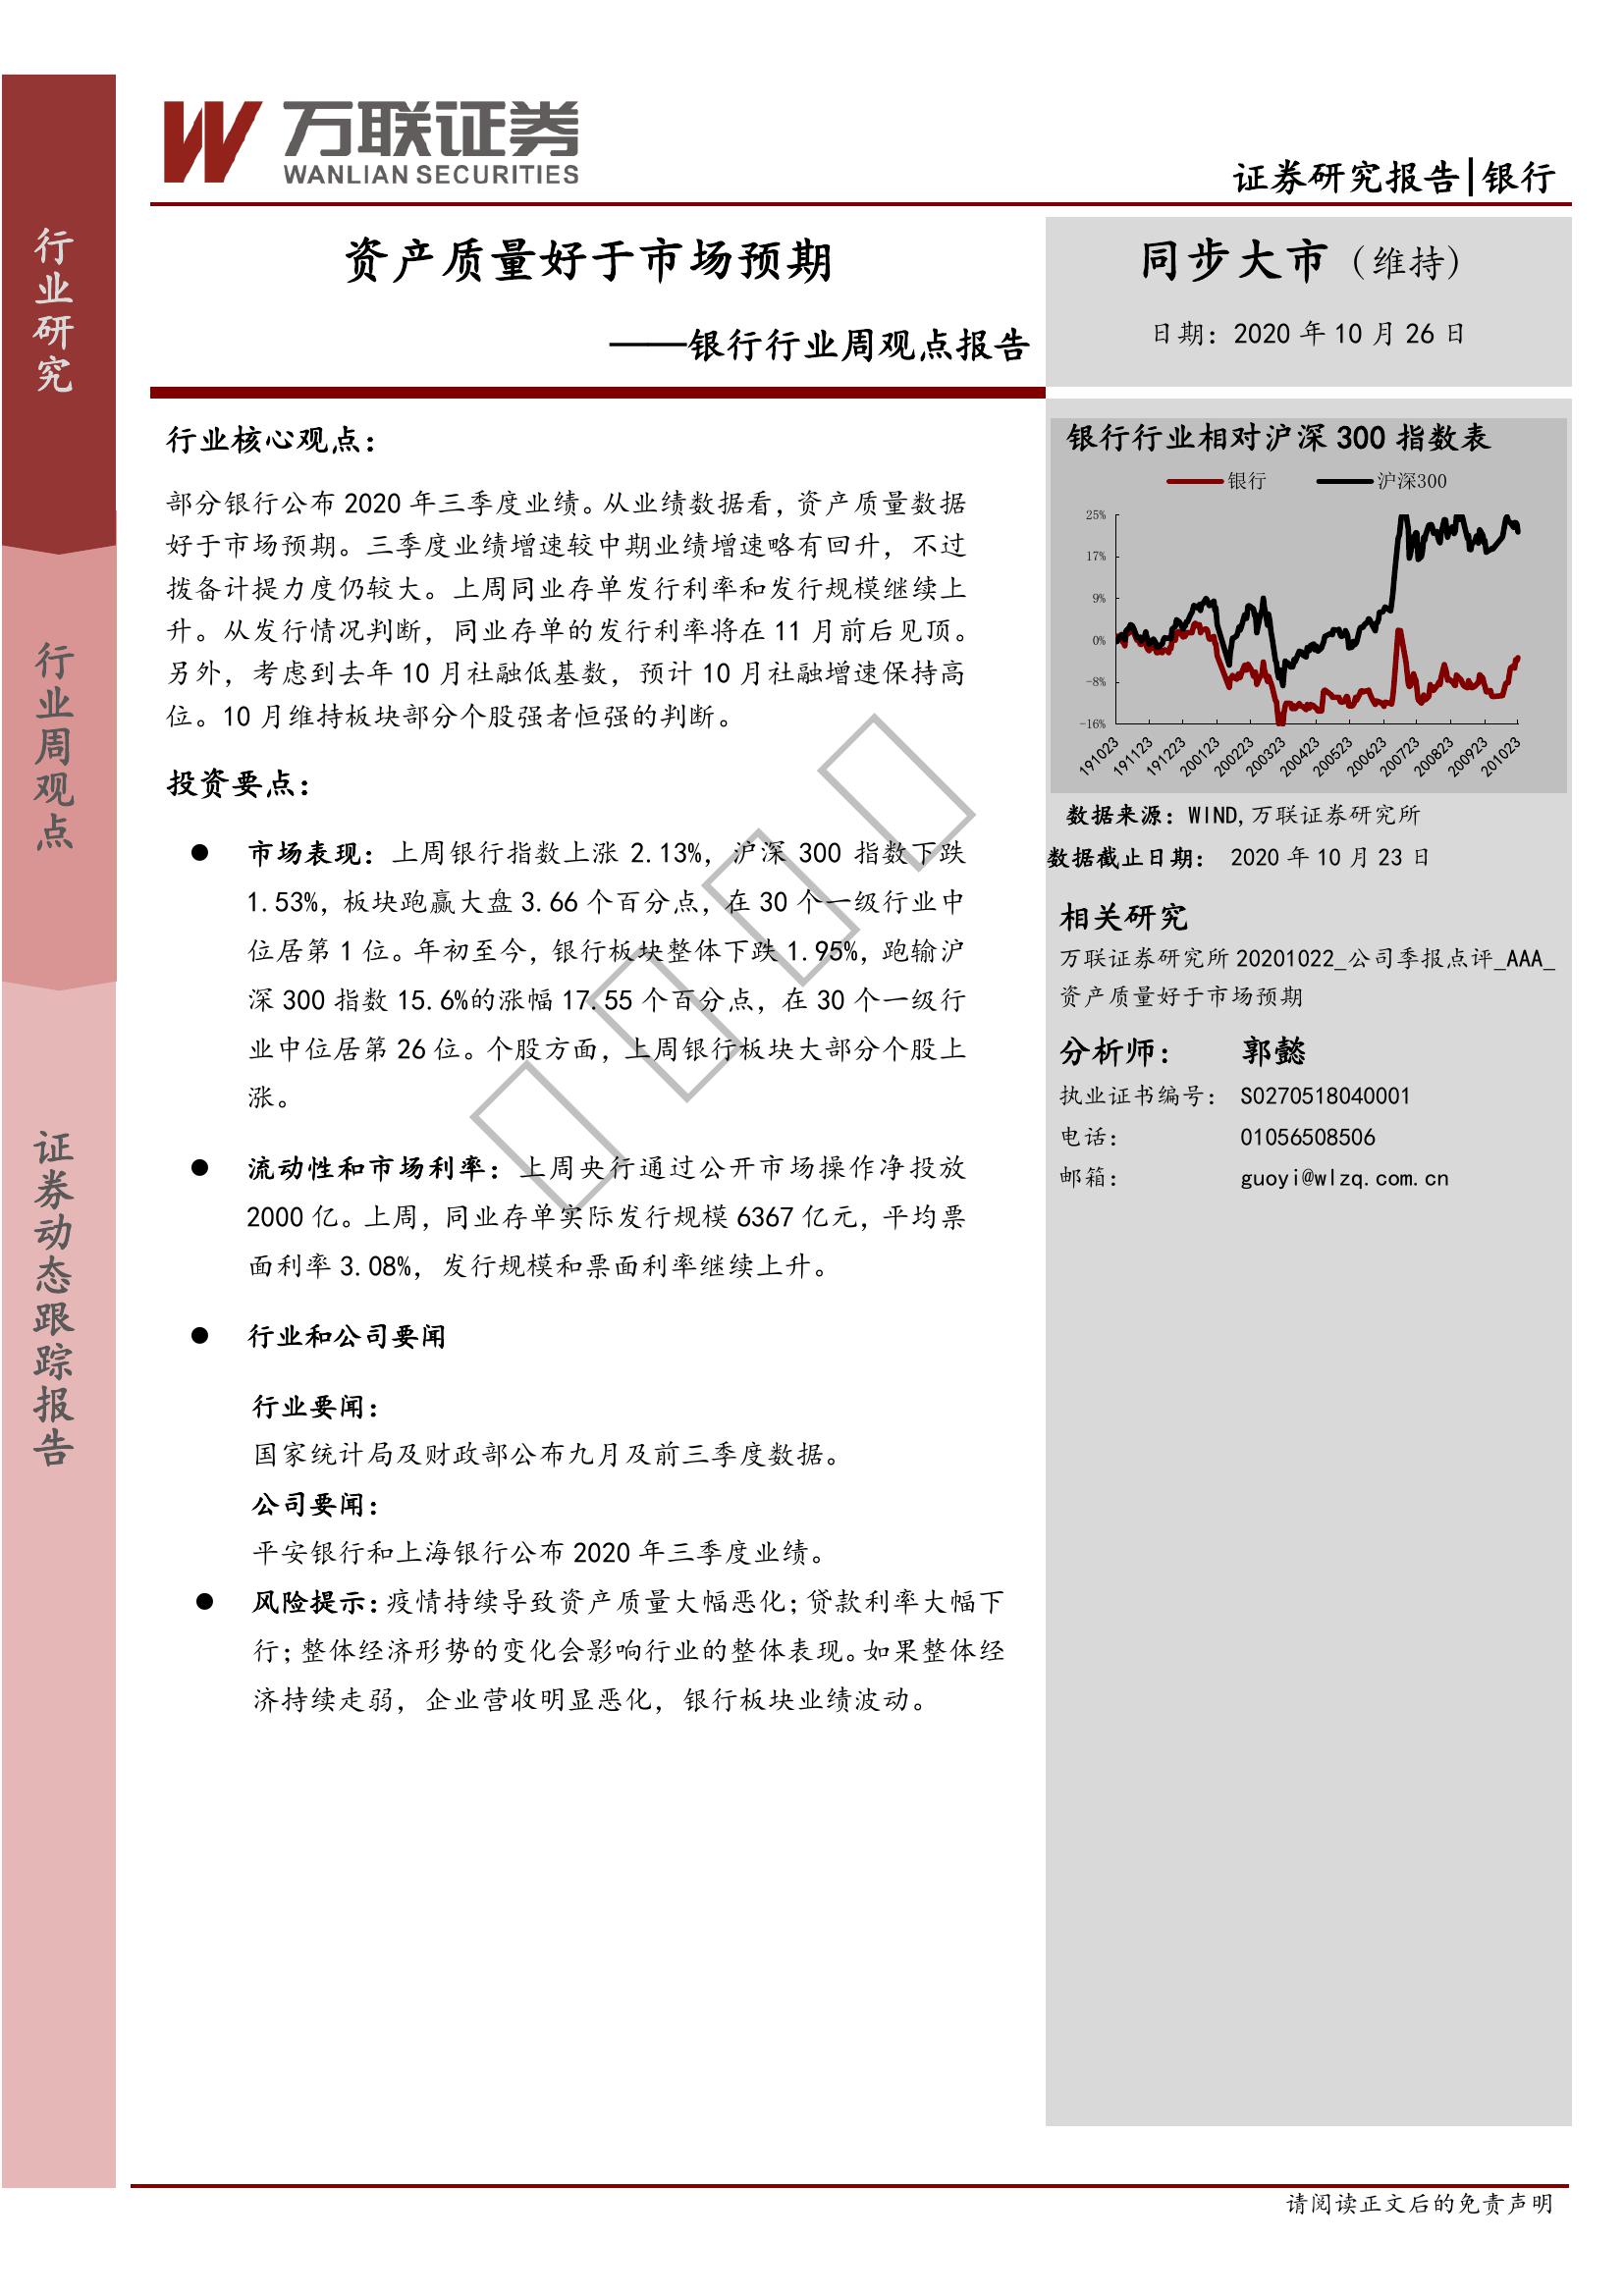 万联证券
WANLIAN SECURITIES
证券研究报告|银行
行业研究
行业周观点
证券动态跟踪报告
资产质量好于市场预期
——银行行业周观点报告
同步大市（维持）
日期：2020 年 10 月 26 日
行业核心观点：
部分银行公布 2020 年三季度业绩。从业绩数据看，资产质量数据
好于市场预期。三季度业绩增速较中期业绩增速略有回升，不过
拨备计提力度仍较大。上周同业存单发行利率和发行规模继续上
升。从发行情况判断，同业存单的发行利率将在 11 月前后见顶。
另外，考虑到去年 10 月社融低基数，预计 10 月社融增速保持高
位。10 月维持板块部分个股强者恒强的判断。
投资要点：
● 市场表现：上周银行指数上涨 2.13%，沪深 300 指数下跌
1.53%，板块跑赢大盘 3.66 个百分点，在 30 个一级行业中
位居第 1 位。年初至今，银行板块整体下跌 1.95%，跑输沪
深 300 指数 15.6%的涨幅 17.55 个百分点，在 30 个一级行
业中位居第 26 位。个股方面，上周银行板块大部分个股上
涨。
● 流动性和市场利率：上周央行通过公开市场操作净投放
2000 亿。上周，同业存单实际发行规模 6367 亿元，平均票
面利率 3.08%，发行规模和票面利率继续上升。
● 行业和公司要闻
行业要闻：
国家统计局及财政部公布九月及前三季度数据。
公司要闻：
平安银行和上海银行公布 2020 年三季度业绩。
● 风险提示：疫情持续导致资产质量大幅恶化；贷款利率大幅下
行；整体经济形势的变化会影响行业的整体表现。如果整体经
济持续走弱，企业营收明显恶化，银行板块业绩波动。
银行行业相对沪深 300 指数表
银行 沪深300
25%
17%
9%
0%
-8%
-16%
191023 191123 191223 200123 200223 200323 200423 200523 200623 200723 200823 200923 201023
数据来源：WIND,万联证券研究所
数据截止日期： 2020 年 10 月 23 日
相关研究
万联证券研究所 20201022_公司季报点评_AAA_
资产质量好于市场预期
分析师： 郭懿
执业证书编号： S0270518040001
电话： 01056508506
邮箱： guoyi@wlzq.com.cn
请阅读正文后的免责声明